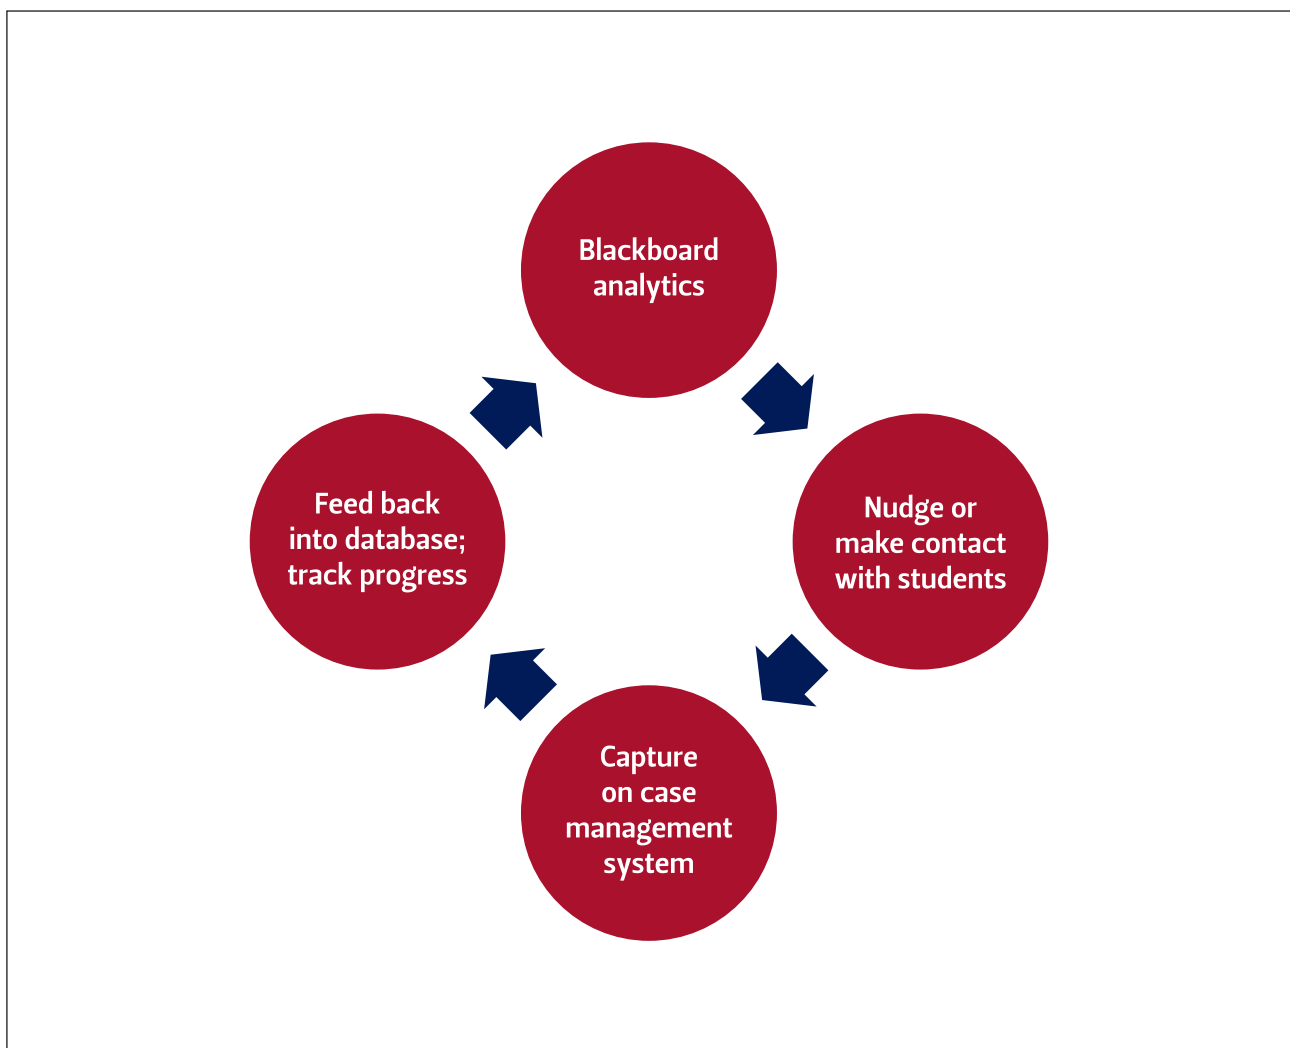 Blackboard
analytics
Nudge or
make contact
with students
Capture
on case
management
system
Feed back
into database;
track progress